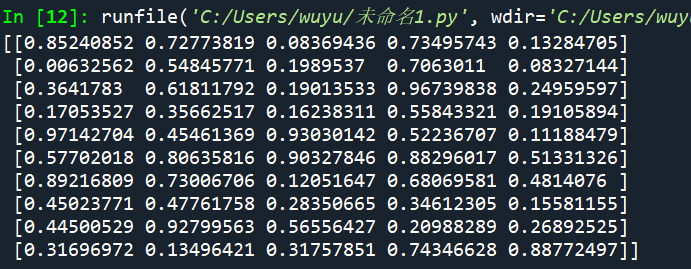 In [12]: runfile('C:/Users/wuyu/未命名1.py', wdir='C:/Users/wuyu
[[0.85240852 0.72773819 0.08369436 0.73495743 0.13284705]
 [0.00632562 0.54845771 0.1989537  0.7063011  0.08327144]
 [0.3641783  0.61811792 0.19013533 0.96739838 0.24959597]
 [0.17053527 0.35662517 0.16238311 0.55843321 0.19105894]
 [0.97142704 0.45461369 0.93030142 0.52236707 0.11188479]
 [0.57702018 0.80635816 0.90327846 0.88296017 0.51331326]
 [0.89216809 0.73006706 0.12051647 0.68069581 0.4814076 ]
 [0.45023771 0.47761758 0.28350665 0.34612305 0.15581155]
 [0.44500529 0.92799563 0.56556427 0.20988289 0.26892525]
 [0.31696972 0.13496421 0.31757851 0.74346628 0.88772497]]